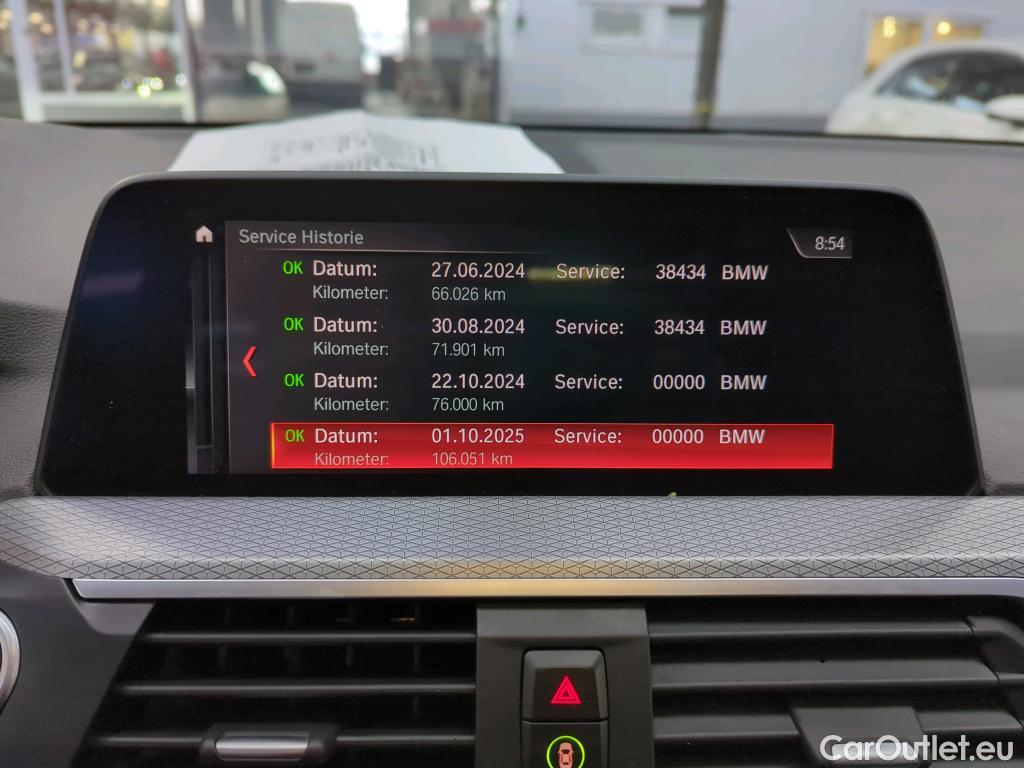 Service Historie 8:54
OK Datum: 27.06.2024 Service: 38434 BMW
Kilometer: 66.026 km
OK Datum: 30.08.2024 Service: 38434 BMW
Kilometer: 71.901 km
OK Datum: 22.10.2024 Service: 00000 BMW
Kilometer: 76.000 km
OK Datum: 01.10.2025 Service: 00000 BMW
Kilometer: 106.051 km
CarOutlet.eu